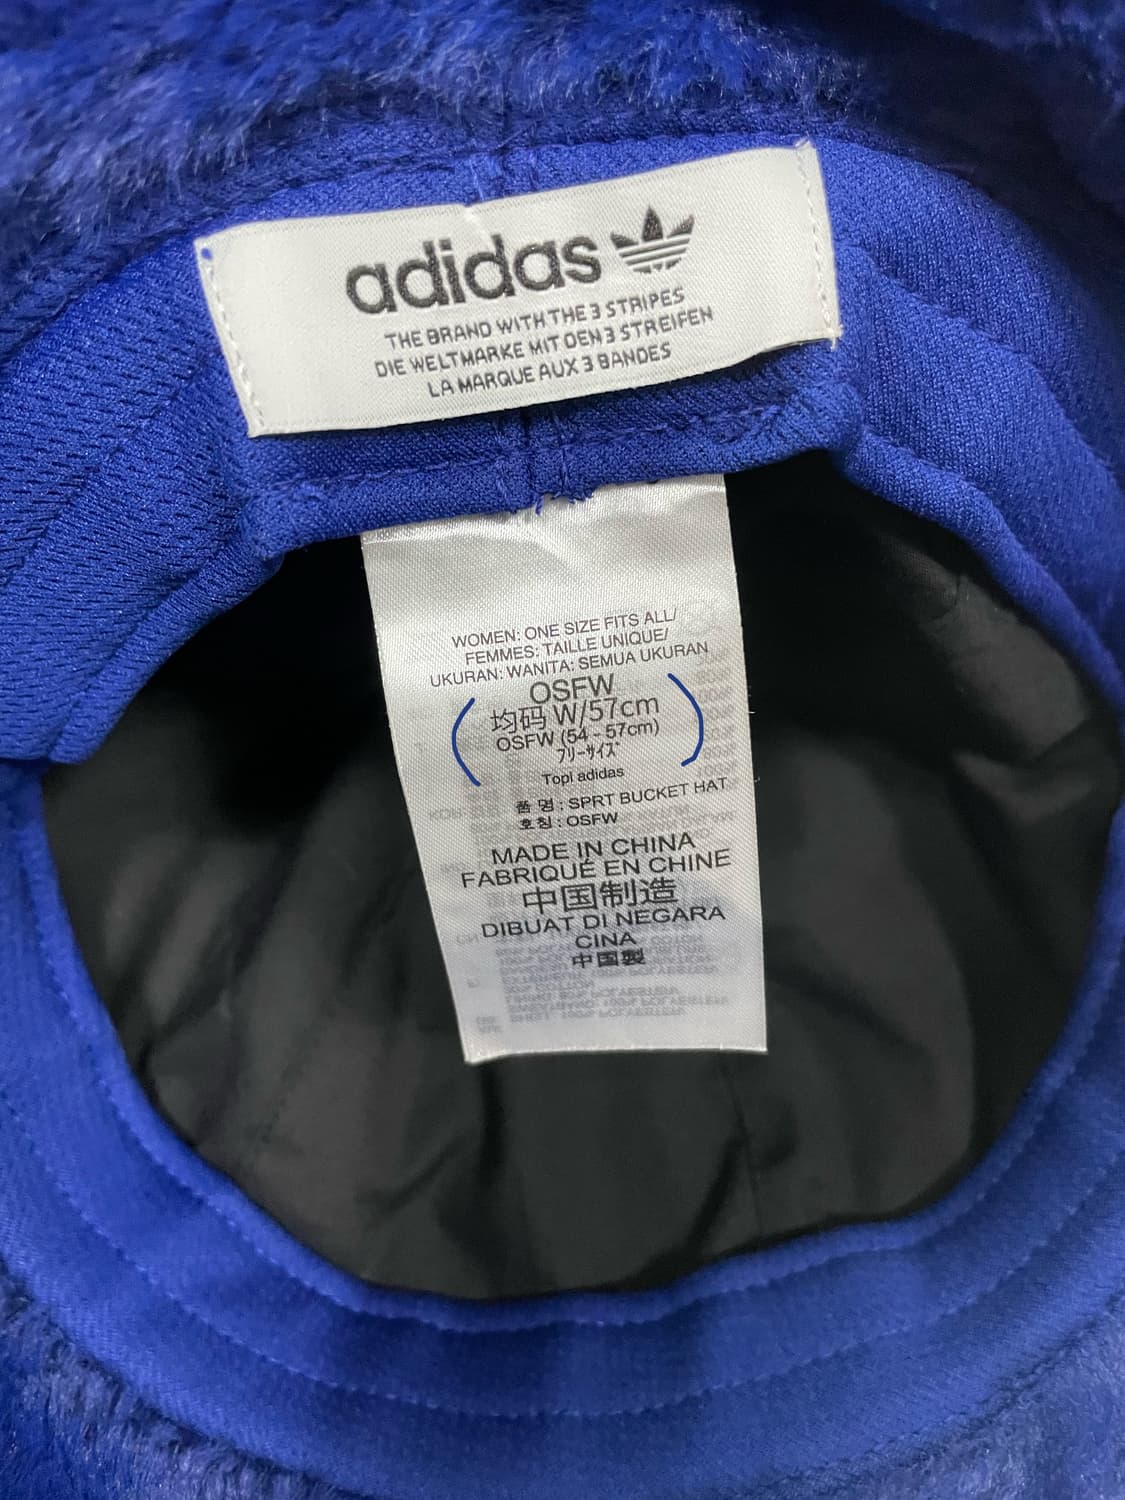 adidas
THE BRAND WITH THE 3 STRIPES
DIE WELTMARKE MIT DEN 3 STREIFEN
LA MARQUE AUX 3 BANDES
WOMEN: ONE SIZE FITS ALL/
FEMMES: TAILLE UNIQUE/
UKURAN: WANITA: SEMUA UKURAN
OSFW
均码 W/57cm
OSFW (54 - 57cm)
フリーサイズ
Topi adidas
품 명 : SPRT BUCKET HAT
호칭 : OSFW
MADE IN CHINA
FABRIQUÉ EN CHINE
中国制造
DIBUAT DI NEGARA
CINA
中国製